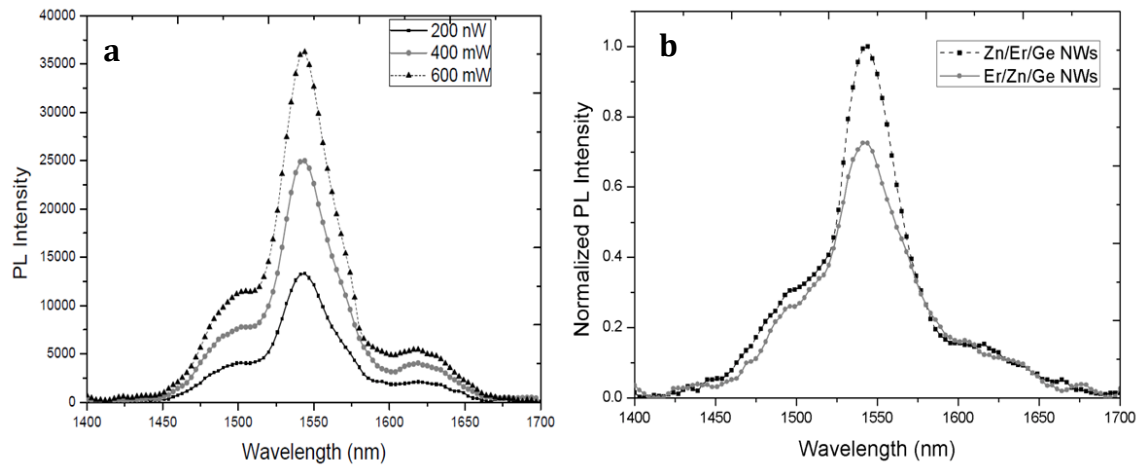 a
200 nW
400 mW
600 mW
40000
35000
30000
25000
20000
15000
10000
5000
0
PL Intensity
1400 1450 1500 1550 1600 1650 1700
Wavelength (nm)
b
Zn/Er/Ge NWs
Er/Zn/Ge NWs
1.0
0.8
0.6
0.4
0.2
0.0
Normalized PL Intensity
1400 1450 1500 1550 1600 1650 1700
Wavelength (nm)